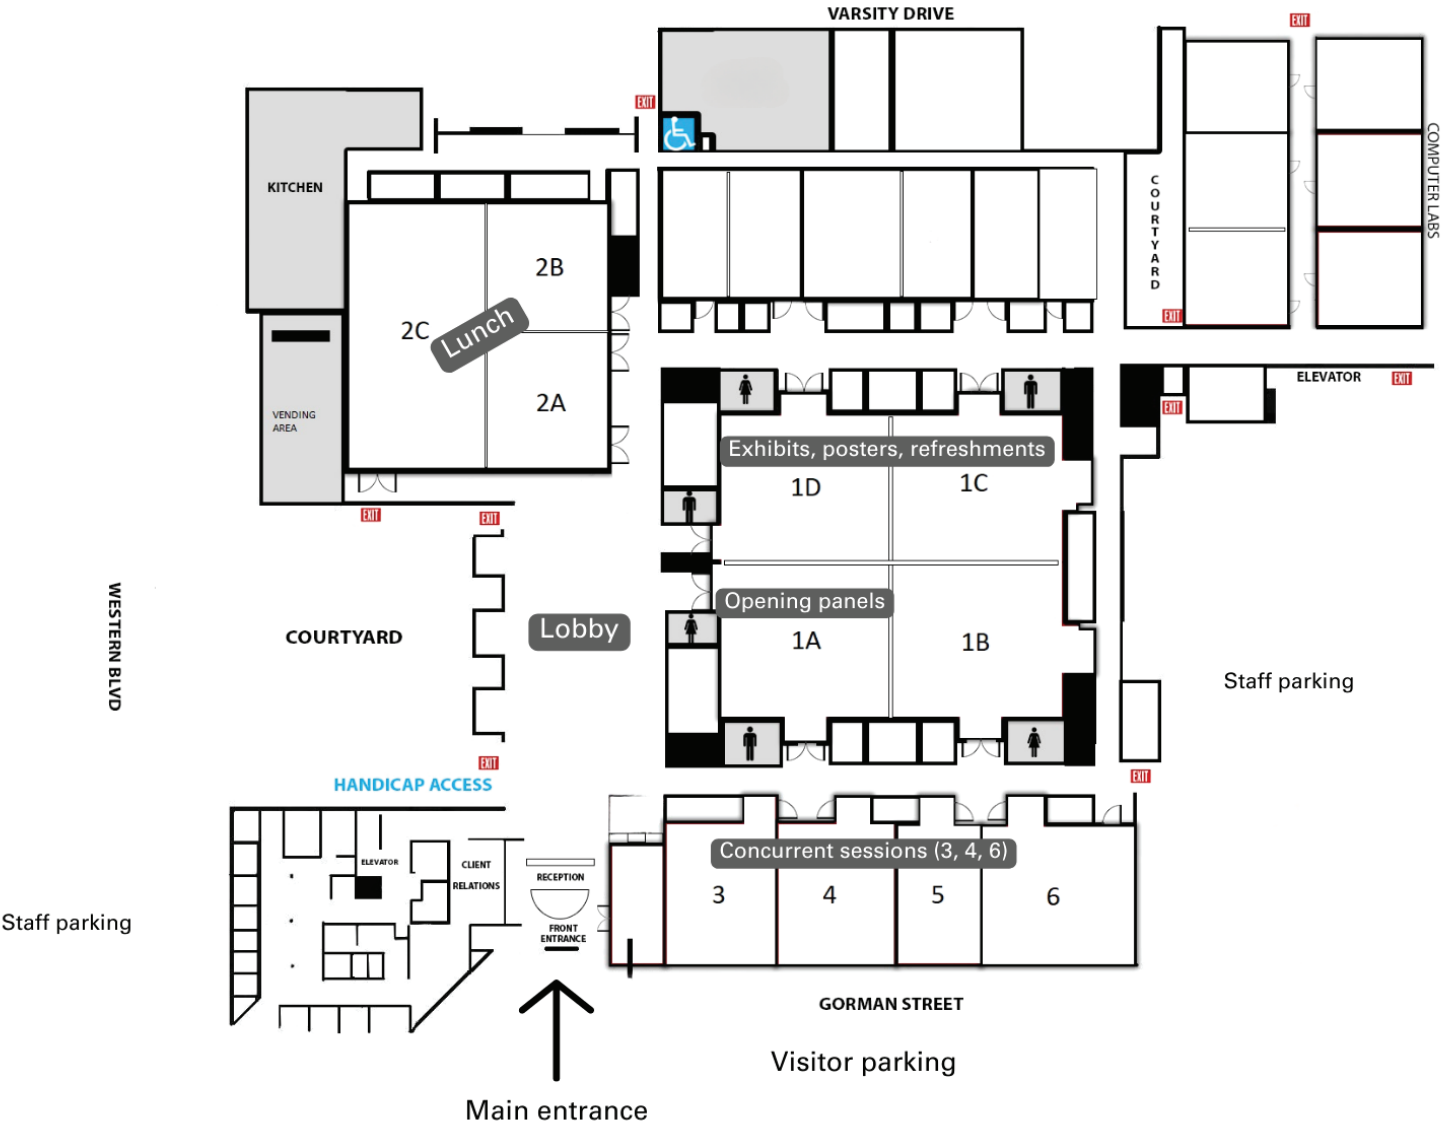 VARSITY DRIVE
EXIT
EXIT
KITCHEN
COURTYARD
COMPUTER LABS
2B
2C
Lunch
2A
EXIT
ELEVATOR
EXIT
EXIT
VENDING
AREA
Exhibits, posters, refreshments
1D
1C
EXIT
EXIT
WESTERN BLVD
COURTYARD
Lobby
Opening panels
1A
1B
Staff parking
EXIT
EXIT
HANDICAP ACCESS
ELEVATOR
CLIENT
RELATIONS
RECEPTION
FRONT
ENTRANCE
Concurrent sessions (3, 4, 6)
3
4
5
6
Staff parking
GORMAN STREET
Visitor parking
Main entrance